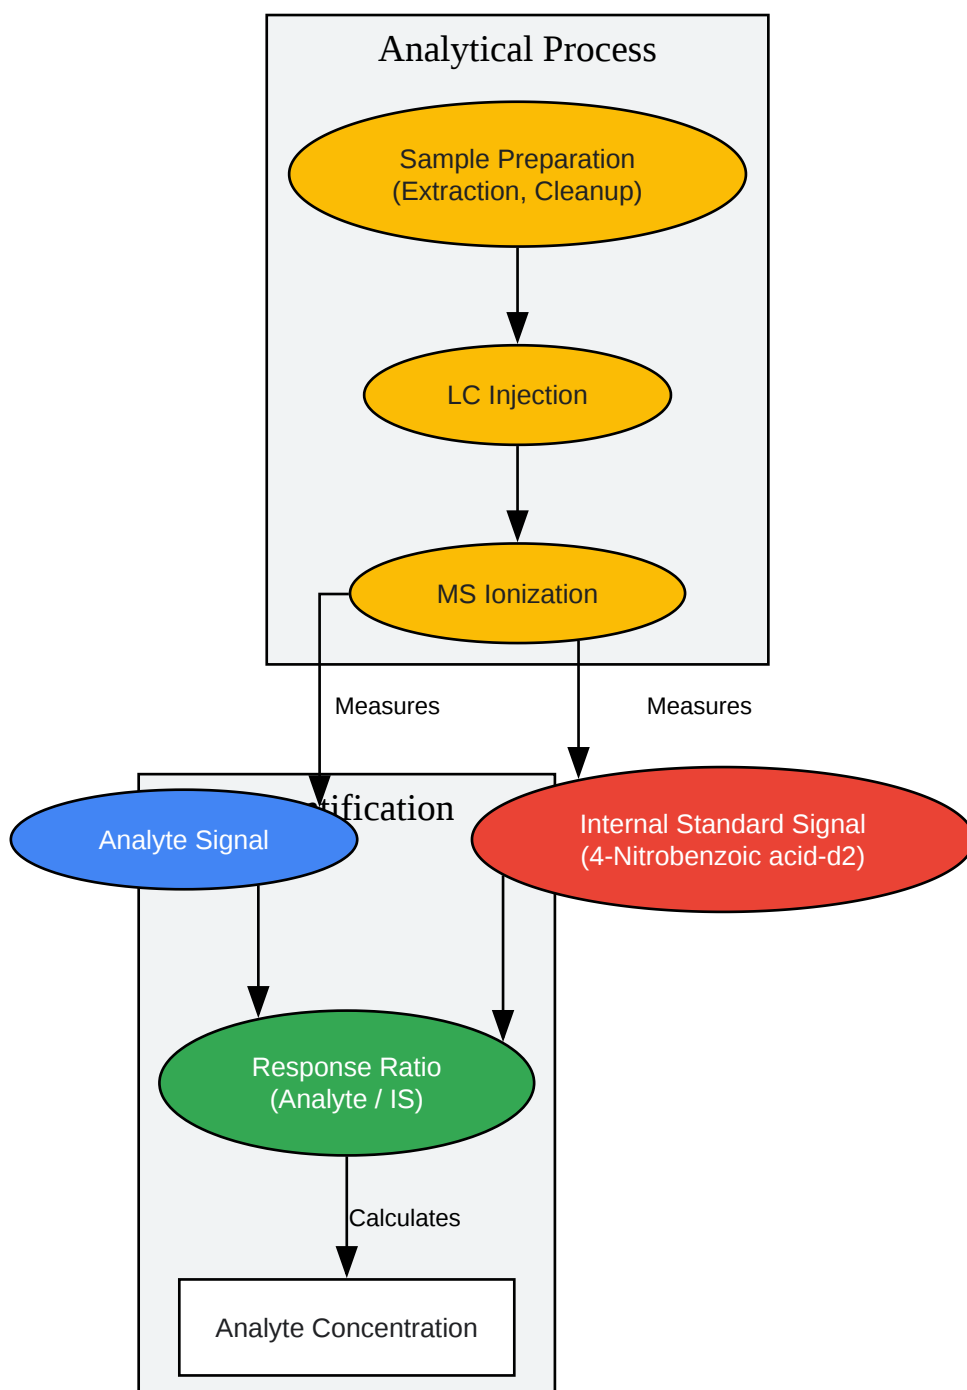 Analytical Process
Sample Preparation
(Extraction, Cleanup)
LC Injection
MS Ionization
Measures
Measures
Analyte Signal
Internal Standard Signal
(4-Nitrobenzoic acid-d2)
Response Ratio
(Analyte / IS)
Calculates
Analyte Concentration